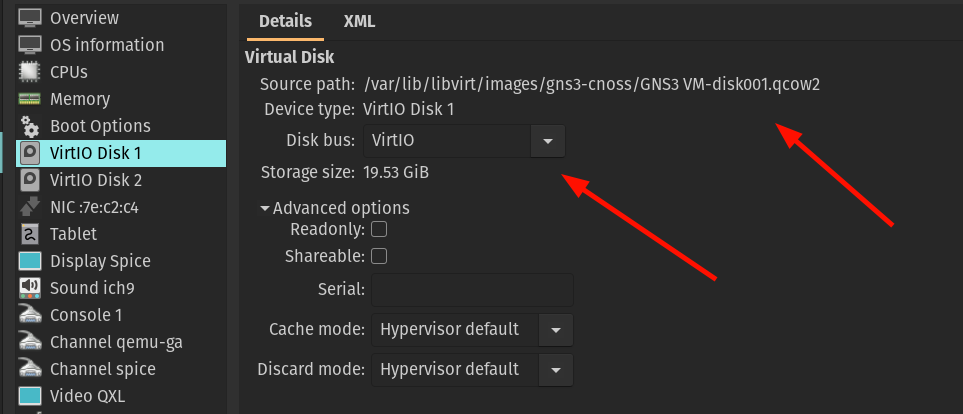 Overview
OS information
CPUs
Memory
Boot Options
VirtIO Disk 1
VirtIO Disk 2
NIC :7e:c2:c4
Tablet
Display Spice
Sound ich9
Console 1
Channel qemu-ga
Channel spice
Video QXL
Details XML
Virtual Disk
Source path: /var/lib/libvirt/images/gns3-cnoss/GNS3 VM-disk001.qcow2
Device type: VirtIO Disk 1
Disk bus: VirtIO
Storage size: 19.53 GiB
Advanced options
Readonly:
Shareable:
Serial:
Cache mode: Hypervisor default
Discard mode: Hypervisor default